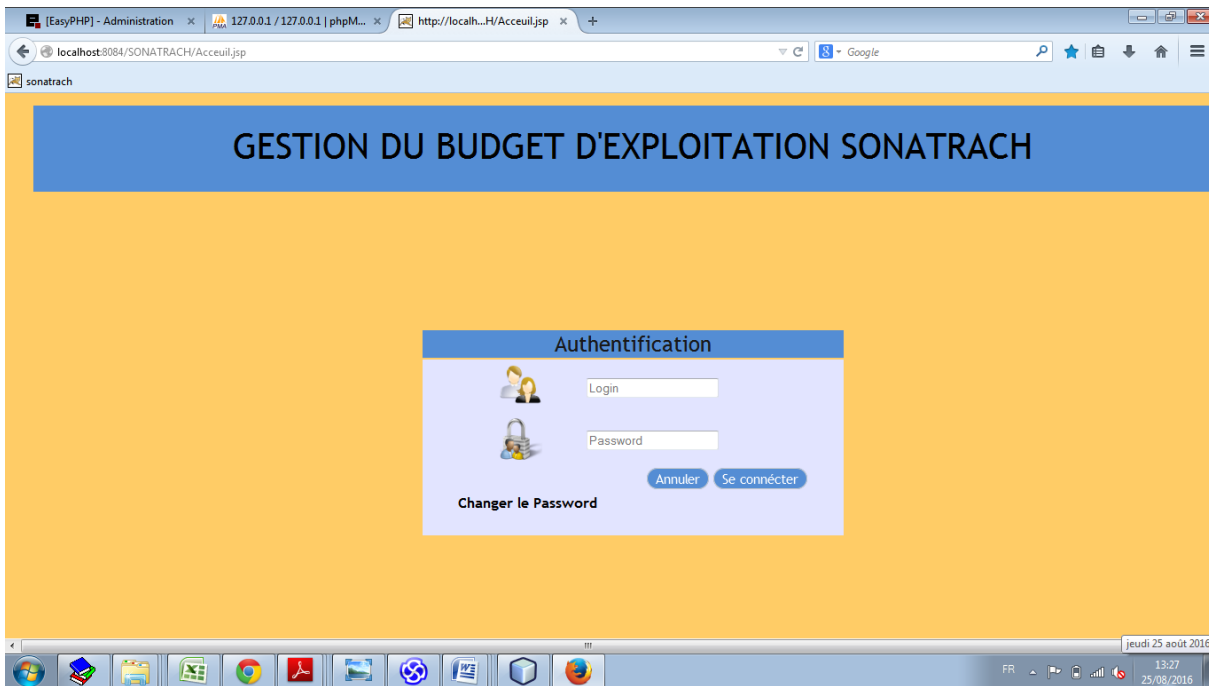 [EasyPHP] - Administration
127.0.0.1 / 127.0.0.1 | phpM...
http://localh...H/Acceuil.jsp
localhost:8084/SONATRACH/Acceuil.jsp
Google
sonatrach
GESTION DU BUDGET D'EXPLOITATION SONATRACH
Authentification
Login
Password
Annuler
Se connécter
Changer le Password
jeudi 25 août 2016
FR
13:27
25/08/2016